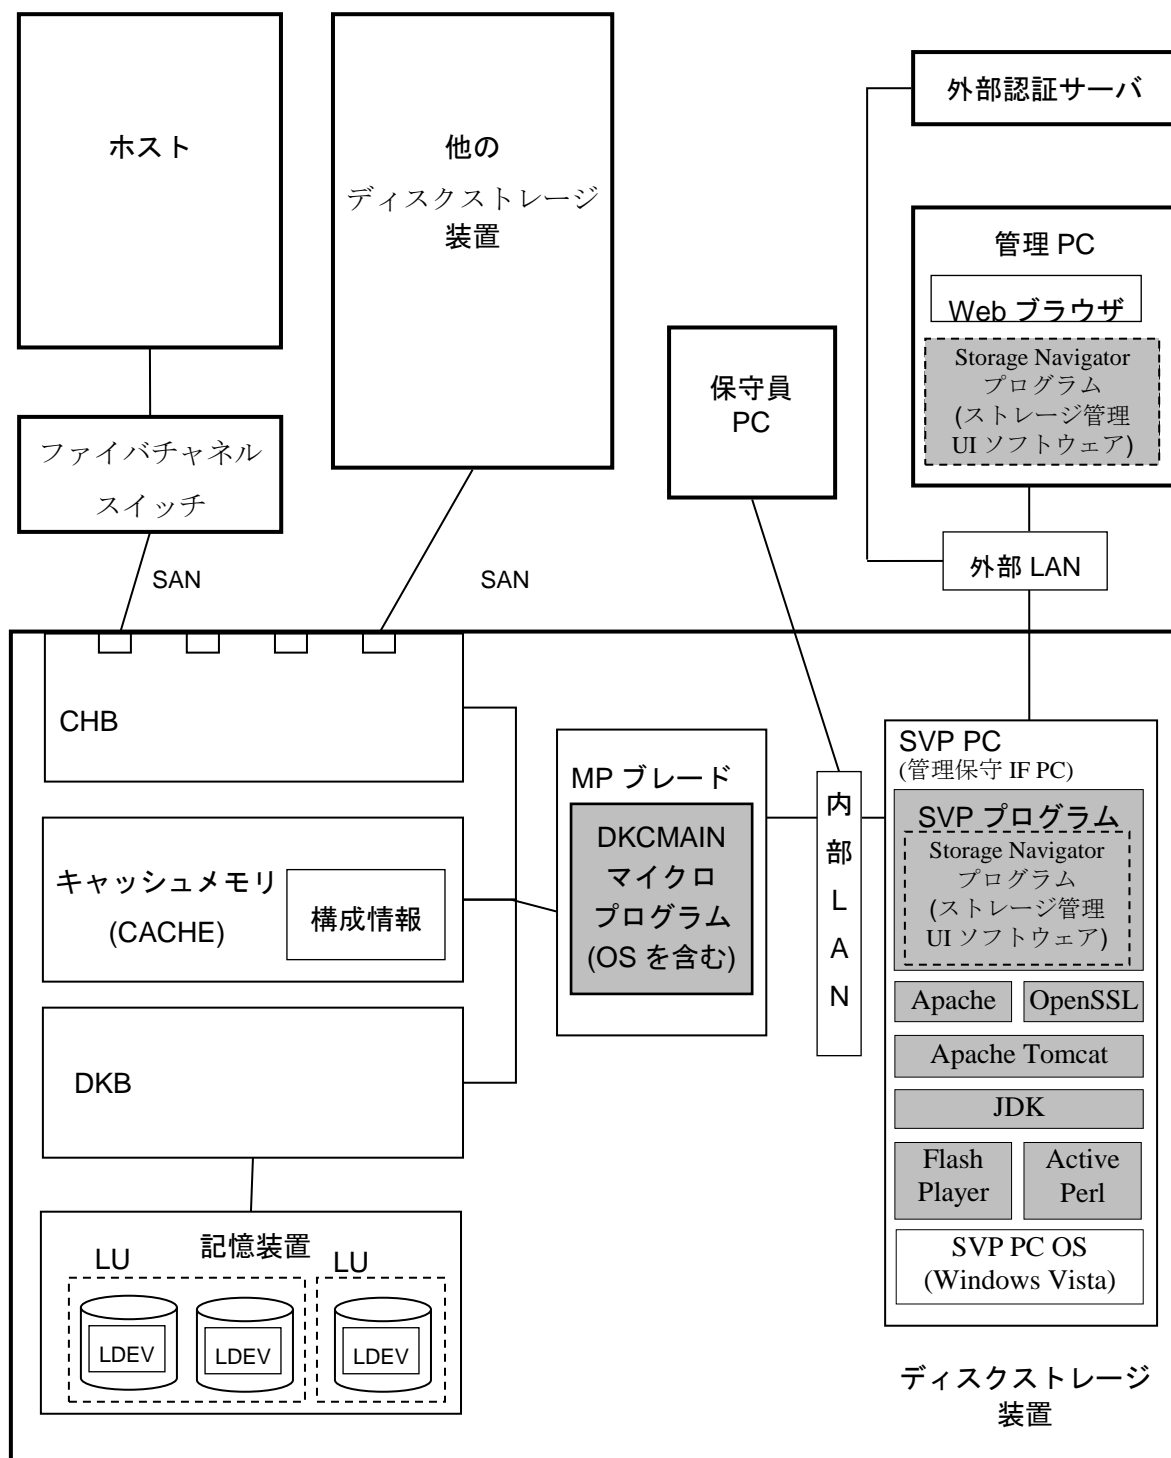 ホスト
他の
ディスクストレージ
装置
外部認証サーバ
管理 PC
Web ブラウザ
Storage Navigator
プログラム
(ストレージ管理
UI ソフトウェア)
保守員
PC
ファイバチャネル
スイッチ
外部 LAN
SAN
SAN
CHB
MP ブレード
DKCMAIN
マイクロ
プログラム
(OS を含む)
内
部
L
A
N
SVP PC
(管理保守 IF PC)
SVP プログラム
Storage Navigator
プログラム
(ストレージ管理
UI ソフトウェア)
キャッシュメモリ
(CACHE)
構成情報
Apache
OpenSSL
Apache Tomcat
JDK
Flash
Player
Active
Perl
SVP PC OS
(Windows Vista)
DKB
記憶装置
LU
LU
LDEV
LDEV
LDEV
ディスクストレージ
装置